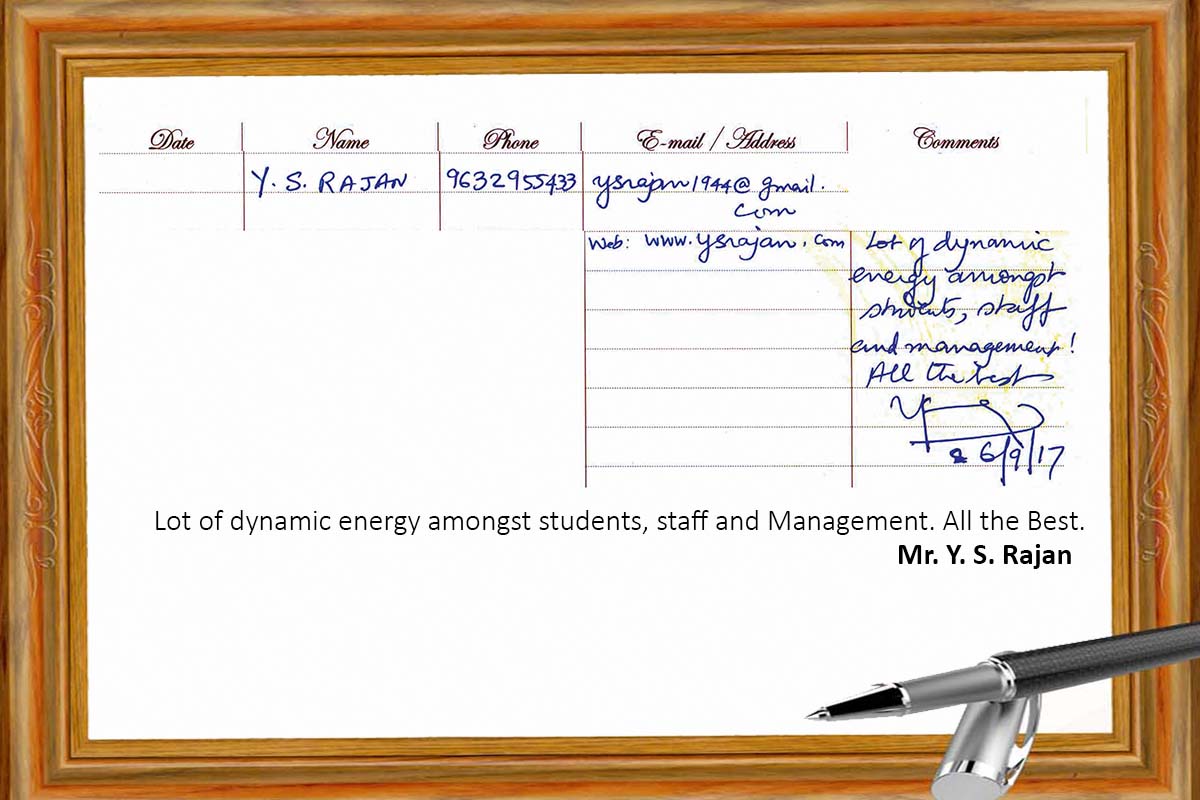 Date Name Phone E-mail / Address Comments
Y. S. RAJAN 9632955433 ysrajan1944@gmail.
com
Web: www.ysrajan.com Lot of dynamic
energy amongst
students, staff
and management!
All the best
6/9/17
Lot of dynamic energy amongst students, staff and Management. All the Best.
Mr. Y. S. Rajan